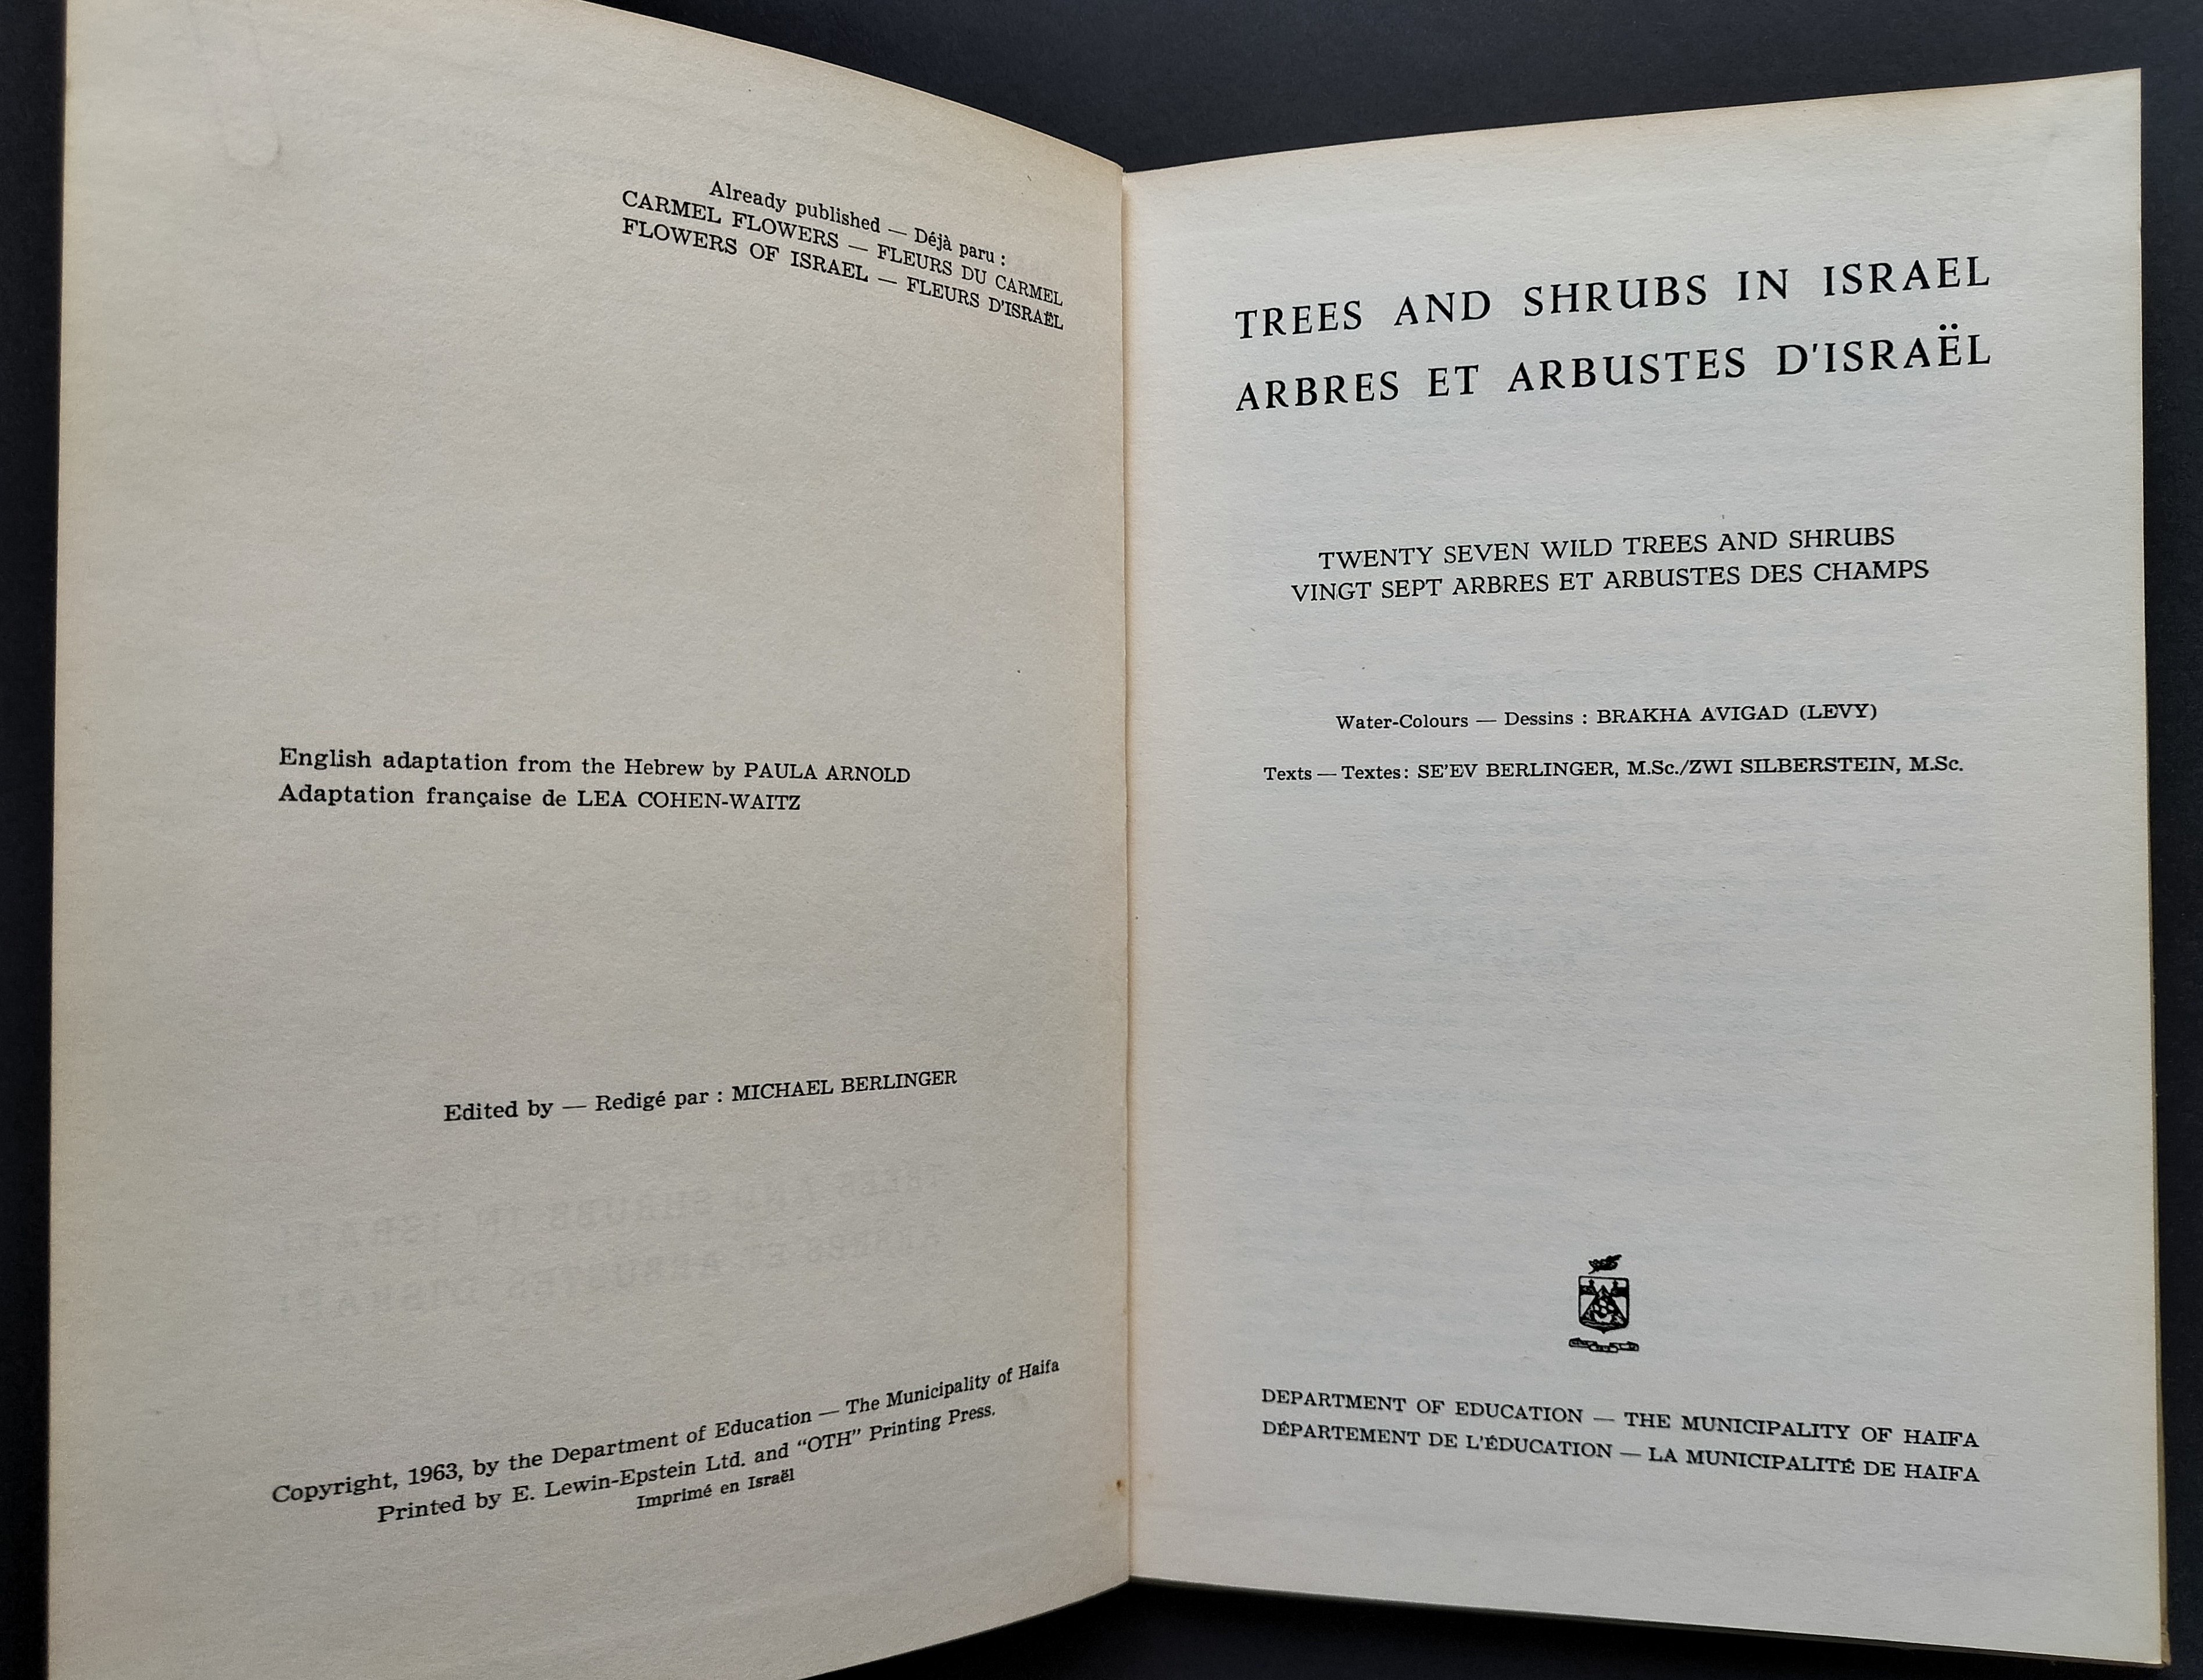 Already published — Déjà paru :
CARMEL FLOWERS — FLEURS DU CARMEL
FLOWERS OF ISRAEL — FLEURS D'ISRAËL
English adaptation from the Hebrew by PAULA ARNOLD
Adaptation française de LEA COHEN-WAITZ
Edited by — Redigé par : MICHAEL BERLINGER
Copyright, 1963, by the Department of Education — The Municipality of Haifa
Printed by E. Lewin-Epstein Ltd. and “OTH” Printing Press.
Imprimé en Israël
TREES AND SHRUBS IN ISRAEL
ARBRES ET ARBUSTES D'ISRAËL
TWENTY SEVEN WILD TREES AND SHRUBS
VINGT SEPT ARBRES ET ARBUSTES DES CHAMPS
Water-Colours — Dessins : BRAKHA AVIGAD (LEVY)
Texts — Textes: SE'EV BERLINGER, M.Sc./ZWI SILBERSTEIN, M.Sc.
DEPARTMENT OF EDUCATION — THE MUNICIPALITY OF HAIFA
DÉPARTEMENT DE L'ÉDUCATION — LA MUNICIPALITÉ DE HAIFA